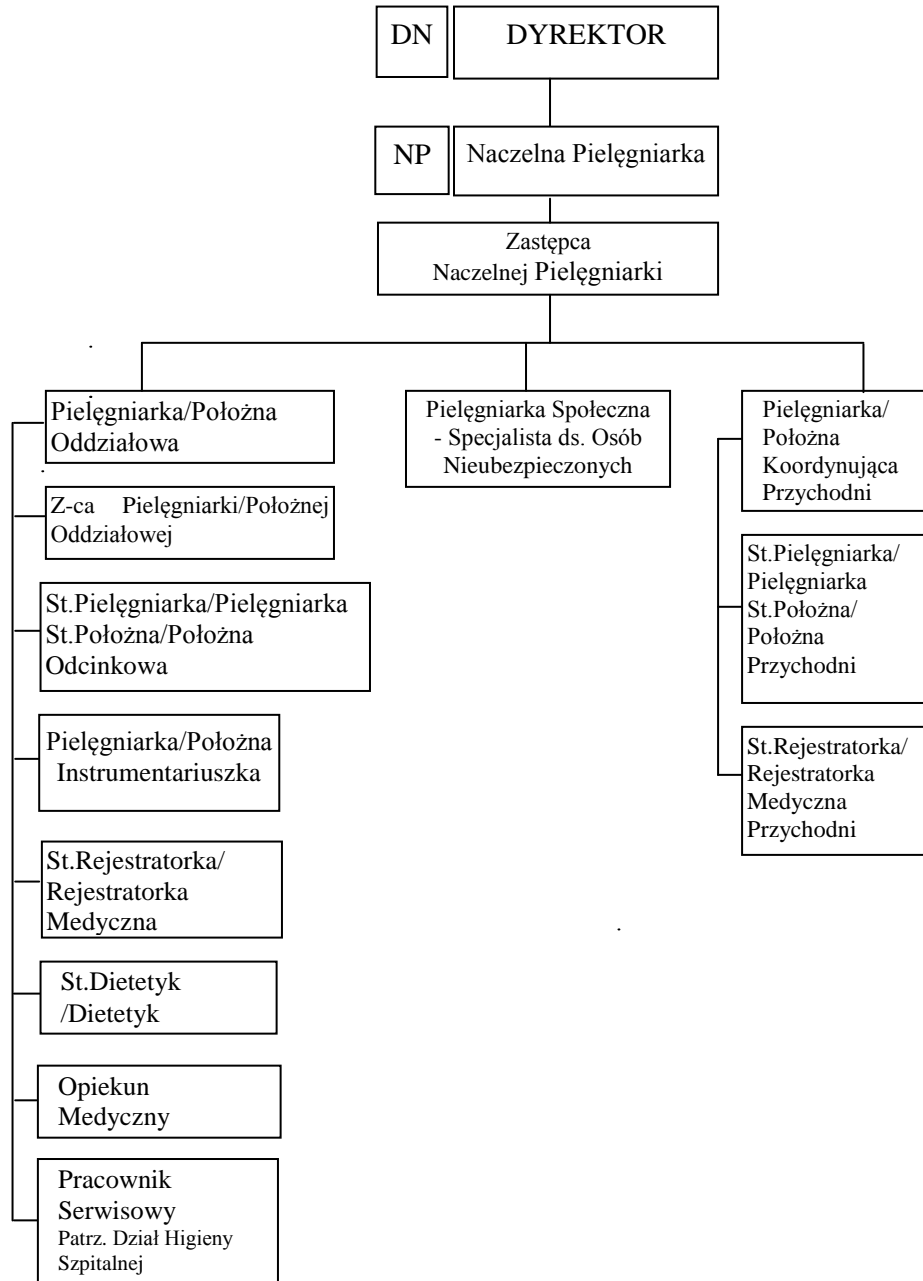 DN DYREKTOR
NP Naczelna Pielęgniarka
Zastępca
Naczelnej Pielęgniarki
Pielęgniarka/Położna
Oddziałowa
Z-ca Pielęgniarki/Położnej
Oddziałowej
St.Pielęgniarka/Pielęgniarka
St.Położna/Położna
Odcinkowa
Pielęgniarka/Położna
Instrumentariuszka
St.Rejestratorka/
Rejestratorka
Medyczna
St.Dietetyk
/Dietetyk
Opiekun
Medyczny
Pracownik
Serwisowy
Patrz. Dział Higieny
Szpitalnej
Pielęgniarka Społeczna
- Specjalista ds. Osób
Nieubezpieczonych
Pielęgniarka/
Położna
Koordynująca
Przychodni
St.Pielęgniarka/
Pielęgniarka
St.Położna/
Położna
Przychodni
St.Rejestratorka/
Rejestratorka
Medyczna
Przychodni